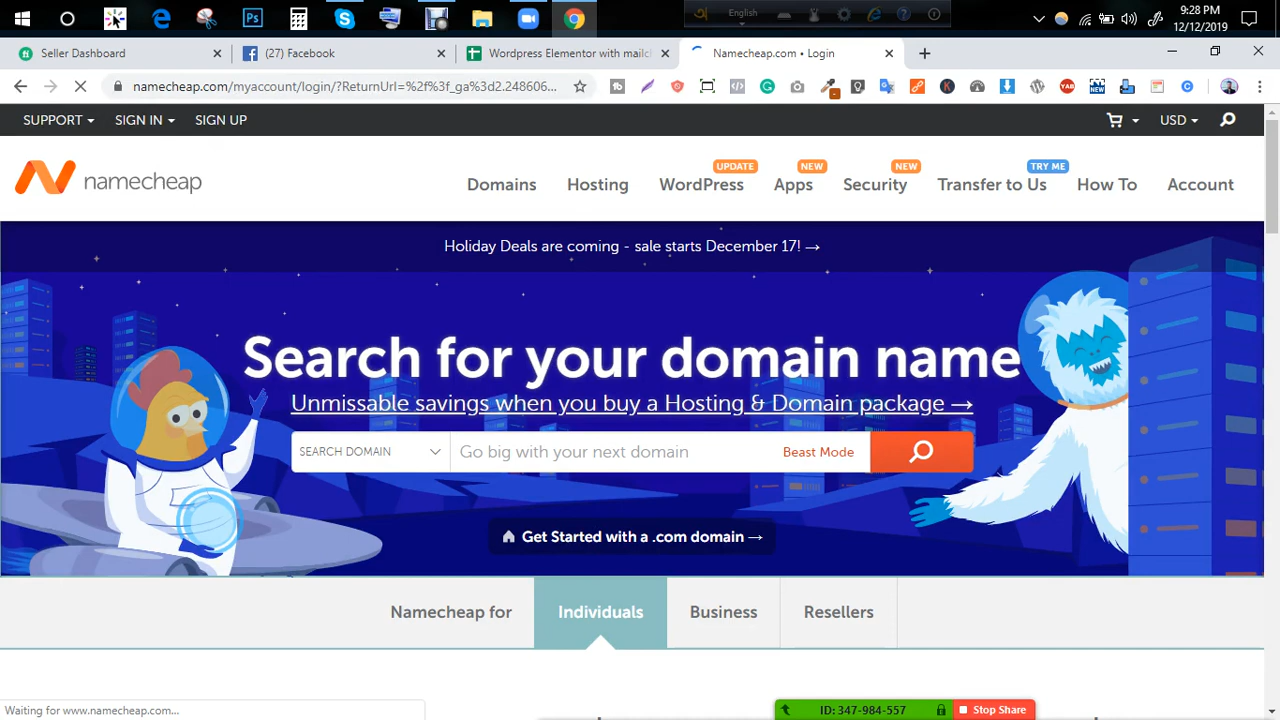 English
9:28 PM
12/12/2019
Seller Dashboard
(27) Facebook
Wordpress Elementor with mailch
Namecheap.com • Login
namecheap.com/myaccount/login/?ReturnUrl=%2f%3f_ga%3d2.248606...
SUPPORT
SIGN IN
SIGN UP
USD
namecheap
UPDATE
NEW
NEW
TRY ME
Domains
Hosting
WordPress
Apps
Security
Transfer to Us
How To
Account
Holiday Deals are coming - sale starts December 17! →
Search for your domain name
Unmissable savings when you buy a Hosting & Domain package →
SEARCH DOMAIN
Go big with your next domain
Beast Mode
Get Started with a .com domain →
Namecheap for
Individuals
Business
Resellers
Waiting for www.namecheap.com...
ID: 347-984-557
Stop Share